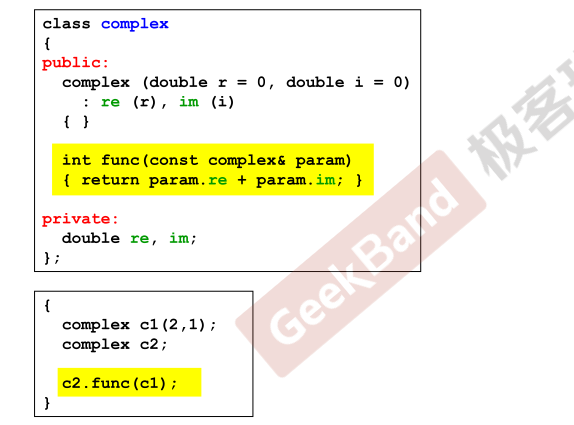 class complex
{
public:
  complex (double r = 0, double i = 0)
    : re (r), im (i)
  { }
  int func(const complex& param)
  { return param.re + param.im; }
private:
  double re, im;
};
{
  complex c1(2,1);
  complex c2;
  c2.func(c1);
}
GeekBand 极客